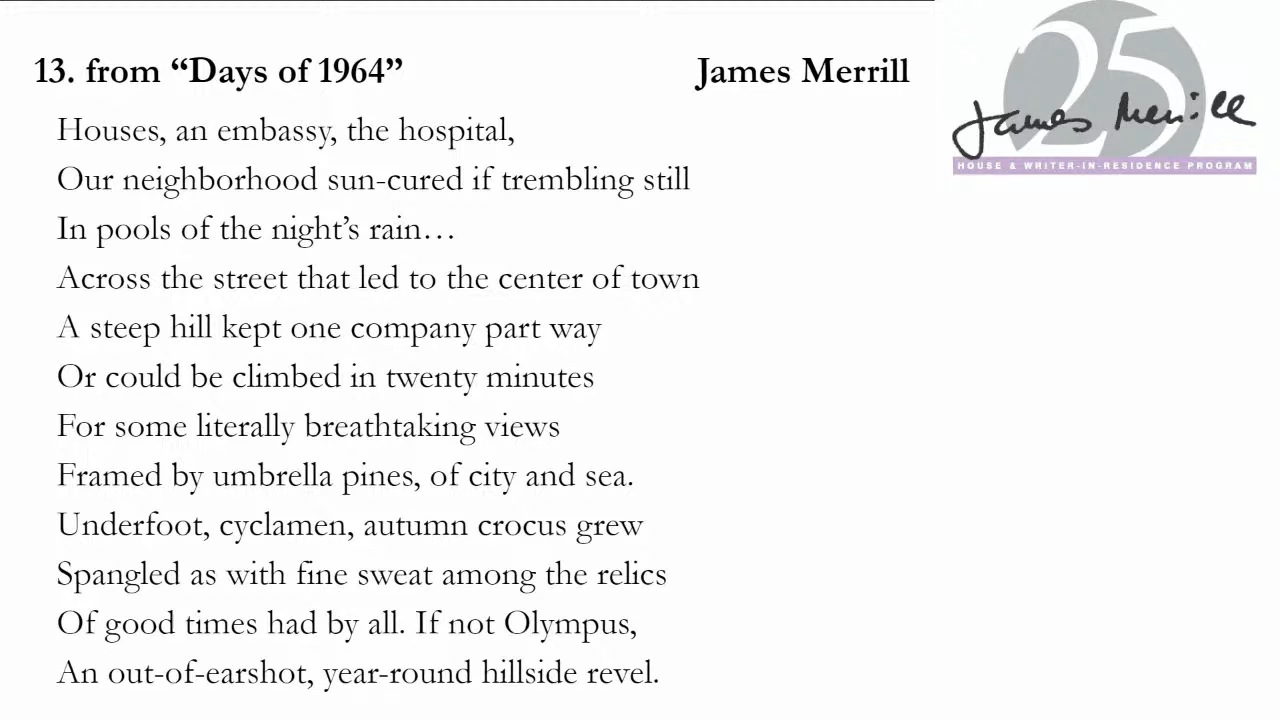 13. from “Days of 1964”
James Merrill
Houses, an embassy, the hospital,
Our neighborhood sun-cured if trembling still
In pools of the night’s rain…
Across the street that led to the center of town
A steep hill kept one company part way
Or could be climbed in twenty minutes
For some literally breathtaking views
Framed by umbrella pines, of city and sea.
Underfoot, cyclamen, autumn crocus grew
Spangled as with fine sweat among the relics
Of good times had by all. If not Olympus,
An out-of-earshot, year-round hillside revel.
25
James Merrill
HOUSE & WRITER-IN-RESIDENCE PROGRAM